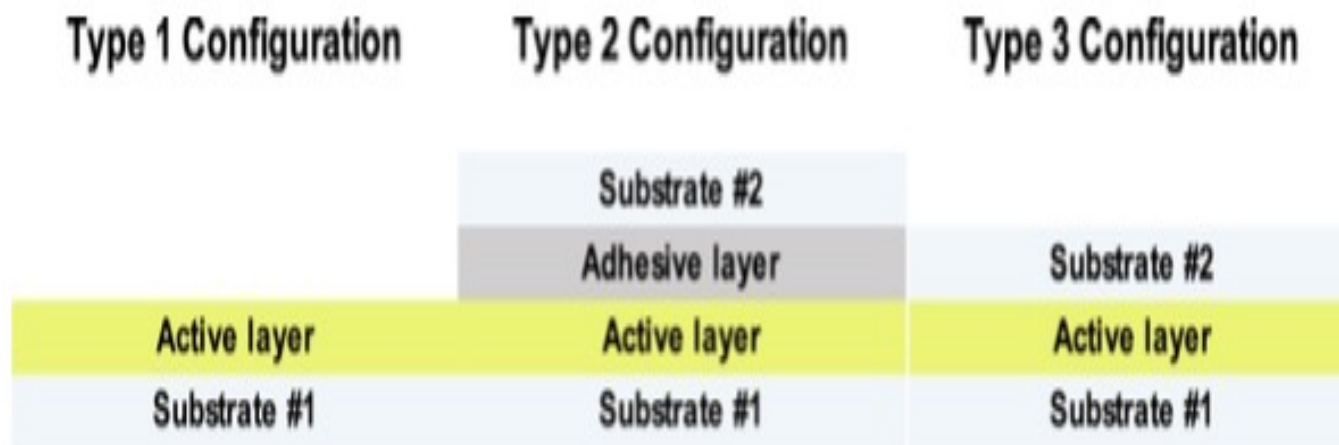 Type 1 Configuration
Type 2 Configuration
Type 3 Configuration
Substrate #2
Adhesive layer
Substrate #2
Active layer
Active layer
Active layer
Substrate #1
Substrate #1
Substrate #1